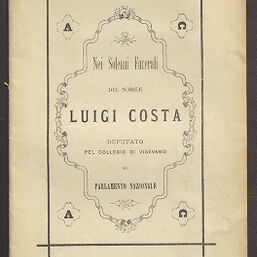 A C
Nei Solenni Funerali
DEL NOBILE
LUIGI COSTA
DEPUTATO
PEL COLLEGIO DI VIGEVANO
AL
PARLAMENTO NAZIONALE
A C